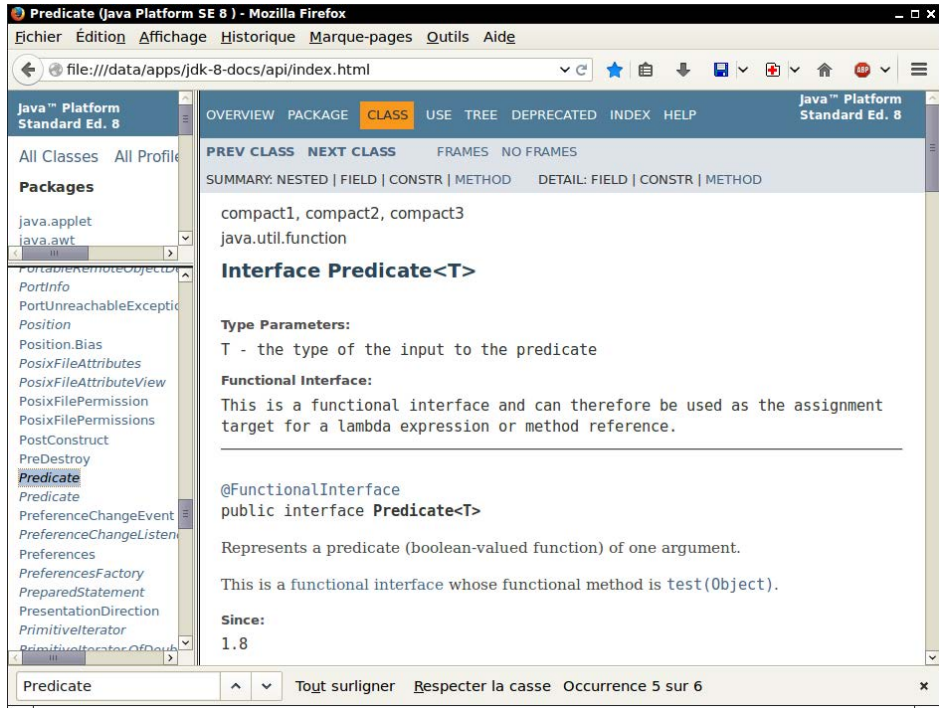 Predicate (Java Platform SE 8 ) - Mozilla Firefox
Fichier Édition Affichage Historique Marque-pages Outils Aide
file:///data/apps/jdk-8-docs/api/index.html
ABP
Java™ Platform
Standard Ed. 8
All Classes All Profile
Packages
java.applet
java.awt
PortableRemoteObjectDe
PortInfo
PortUnreachableExceptio
Position
Position.Bias
PosixFileAttributes
PosixFileAttributeView
PosixFilePermission
PosixFilePermissions
PostConstruct
PreDestroy
Predicate
Predicate
PreferenceChangeEvent
PreferenceChangeListen
Preferences
PreferencesFactory
PreparedStatement
PresentationDirection
PrimitiveIterator
PrimitiveIterator.OfDoub
OVERVIEW PACKAGE CLASS USE TREE DEPRECATED INDEX HELP
Java™ Platform
Standard Ed. 8
PREV CLASS NEXT CLASS FRAMES NO FRAMES
SUMMARY: NESTED | FIELD | CONSTR | METHOD DETAIL: FIELD | CONSTR | METHOD
compact1, compact2, compact3
java.util.function
Interface Predicate<T>
Type Parameters:
T - the type of the input to the predicate
Functional Interface:
This is a functional interface and can therefore be used as the assignment
target for a lambda expression or method reference.
@FunctionalInterface
public interface Predicate<T>
Represents a predicate (boolean-valued function) of one argument.
This is a functional interface whose functional method is test(Object).
Since:
1.8
Predicate Tout surligner Respecter la casse Occurrence 5 sur 6